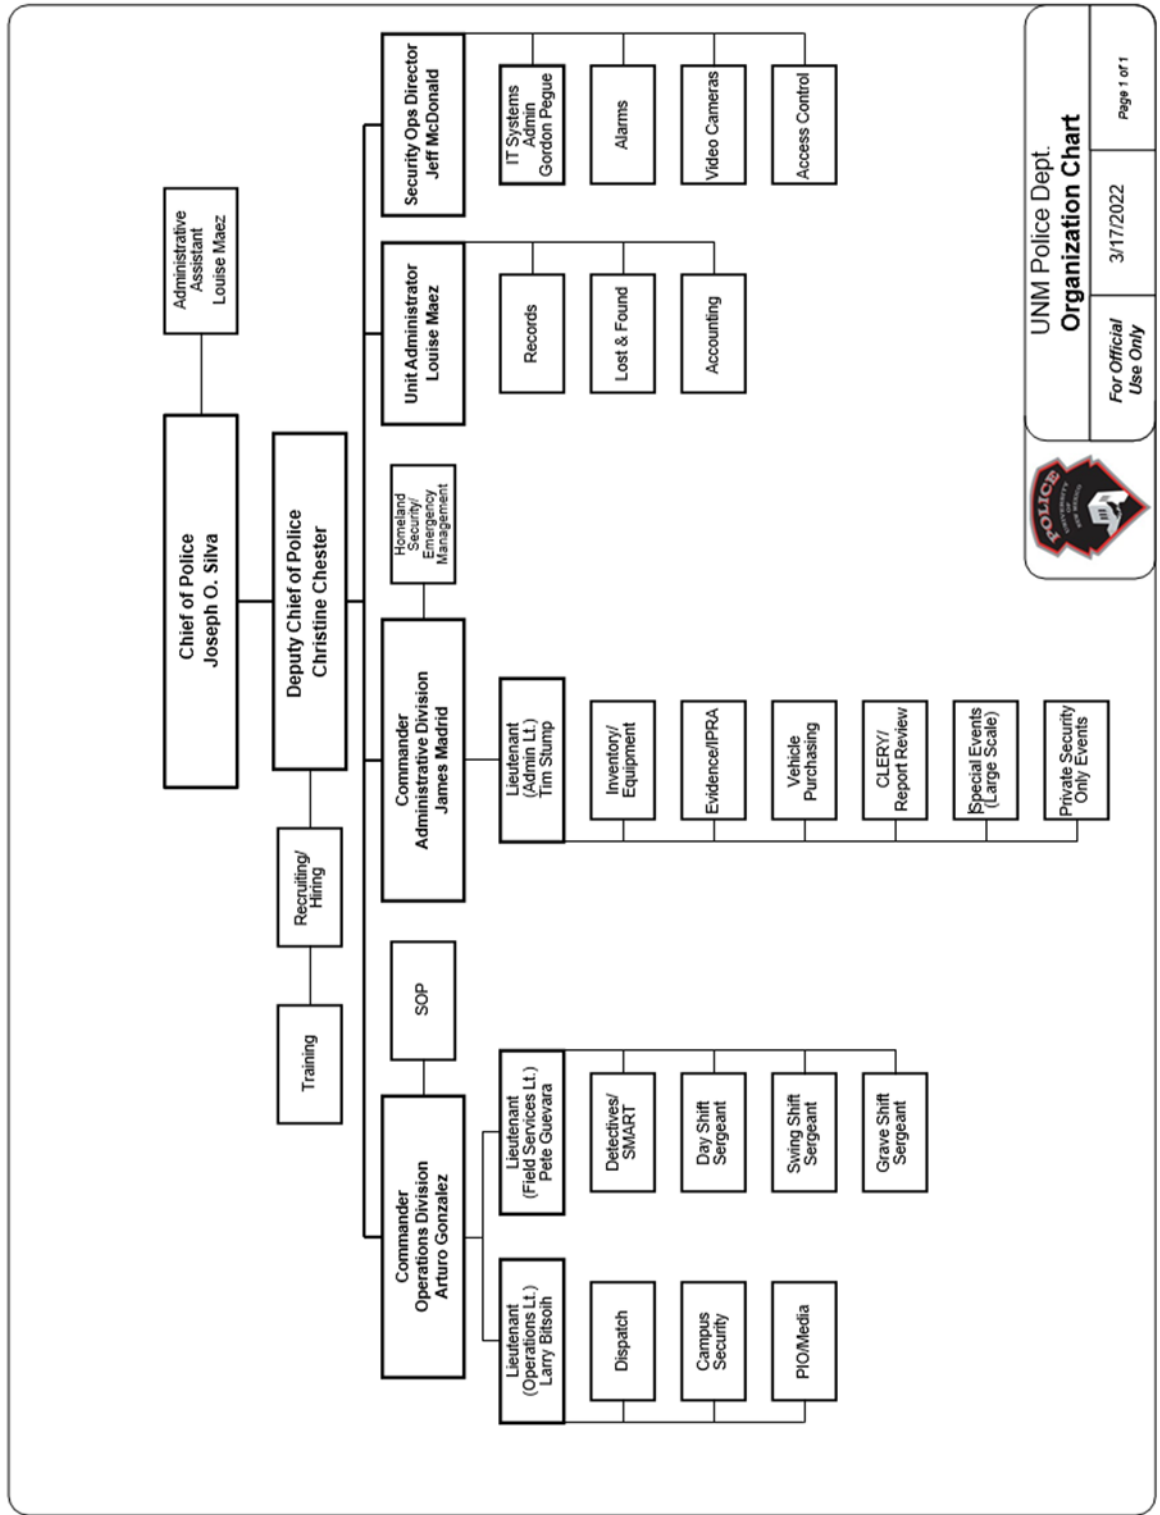 Chief of Police
Joseph O. Silva
Administrative
Assistant
Louise Maez
Deputy Chief of Police
Christine Chester
Recruiting/
Hiring
Training
Commander
Operations Division
Arturo Gonzalez
SOP
Commander
Administrative Division
James Madrid
Homeland
Security/
Emergency
Management
Unit Administrator
Louise Maez
Security Ops Director
Jeff McDonald
Lieutenant
(Operations Lt.)
Larry Bitsoih
Dispatch
Campus
Security
PIO/Media
Lieutenant
(Field Services Lt.)
Pete Guevara
Detectives/
SMART
Day Shift
Sergeant
Swing Shift
Sergeant
Grave Shift
Sergeant
Lieutenant
(Admin Lt.)
Tim Stump
Inventory/
Equipment
Evidence/IPRA
Vehicle
Purchasing
CLERY/
Report Review
Special Events
(Large Scale)
Private Security
Only Events
Records
Lost & Found
Accounting
IT Systems
Admin
Gordon Pegue
Alarms
Video Cameras
Access Control
POLICE
UNIVERSITY
OF
NEW MEXICO
UNM Police Dept.
Organization Chart
For Official
Use Only
3/17/2022
Page 1 of 1